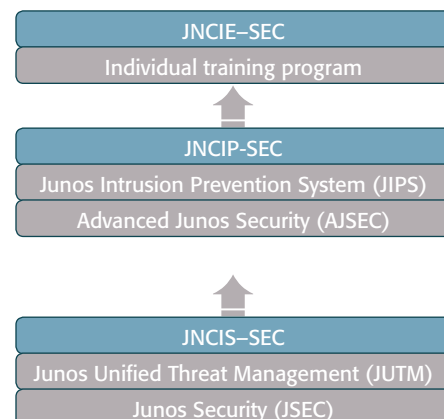 JNCIE–SEC
Individual training program
JNCIP-SEC
Junos Intrusion Prevention System (JIPS)
Advanced Junos Security (AJSEC)
JNCIS–SEC
Junos Unified Threat Management (JUTM)
Junos Security (JSEC)